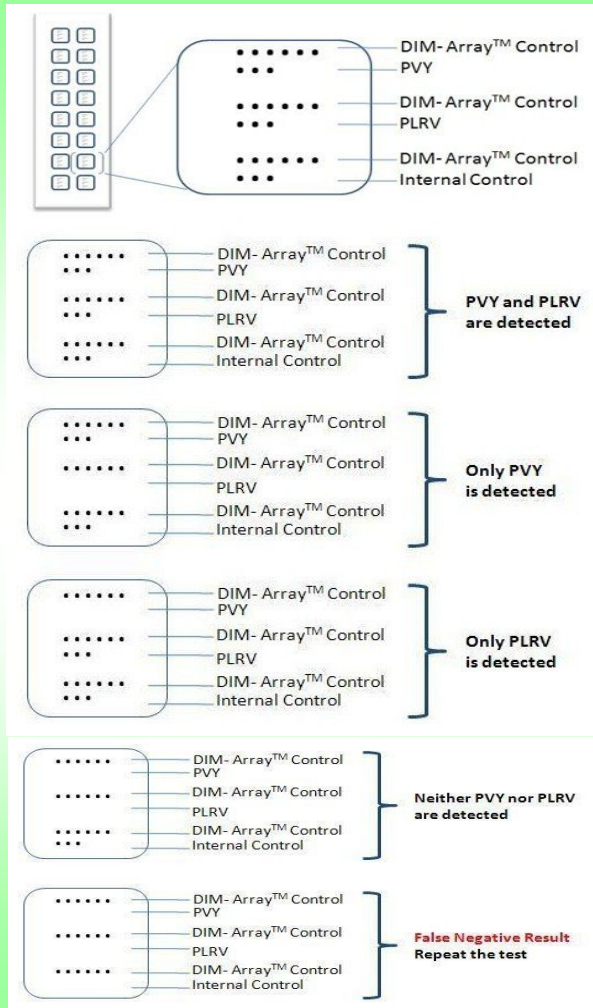 DIM- Array™ Control
PVY
DIM- Array™ Control
PLRV
DIM- Array™ Control
Internal Control
DIM- Array™ Control
PVY
DIM- Array™ Control
PLRV
DIM- Array™ Control
Internal Control
PVY and PLRV
are detected
DIM- Array™ Control
PVY
DIM- Array™ Control
PLRV
DIM- Array™ Control
Internal Control
Only PVY
is detected
DIM- Array™ Control
PVY
DIM- Array™ Control
PLRV
DIM- Array™ Control
Internal Control
Only PLRV
is detected
DIM- Array™ Control
PVY
DIM- Array™ Control
PLRV
DIM- Array™ Control
Internal Control
Neither PVY nor PLRV
are detected
DIM- Array™ Control
PVY
DIM- Array™ Control
PLRV
DIM- Array™ Control
Internal Control
False Negative Result
Repeat the test